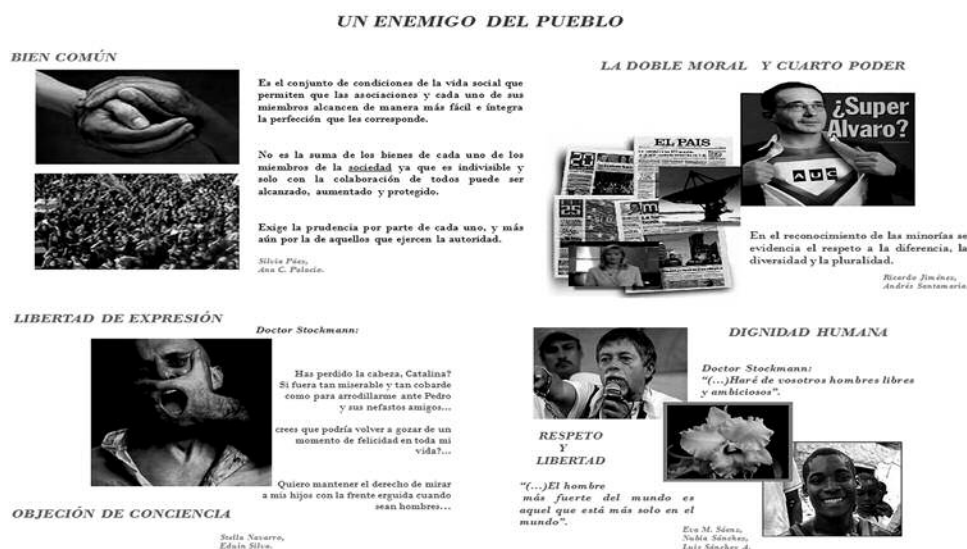 UN ENEMIGO DEL PUEBLO
BIEN COMÚN
Es el conjunto de condiciones de la vida social que
permiten que las asociaciones y cada uno de sus
miembros alcancen de manera más fácil e íntegra
la perfección que les corresponde.
No es la suma de los bienes de cada uno de los
miembros de la sociedad ya que es indivisible y
solo con la colaboración de todos puede ser
alcanzado, aumentado y protegido.
Exige la prudencia por parte de cada uno, y más
aún por la de aquellos que ejercen la autoridad.
Silvia Páez,
Ana C. Palacio.
LA DOBLE MORAL Y CUARTO PODER
EL PAIS
20
25
¿Super
Alvaro?
AUC
En el reconocimiento de las minorías se
evidencia el respeto a la diferencia, la
diversidad y la pluralidad.
Ricardo Jiménez,
Andrés Santamaría.
LIBERTAD DE EXPRESIÓN
Doctor Stockmann:
Has perdido la cabeza, Catalina?
Si fuera tan miserable y tan cobarde
como para arrodillarme ante Pedro
y sus nefastos amigos...
crees que podría volver a gozar de un
momento de felicidad en toda mi
vida?...
Quiero mantener el derecho de mirar
a mis hijos con la frente erguida cuando
sean hombres...
OBJECIÓN DE CONCIENCIA
Stella Navarro,
Eduin Silva.
DIGNIDAD HUMANA
Doctor Stockmann:
“(...)Haré de vosotros hombres libres
y ambiciosos”.
RESPETO
Y
LIBERTAD
“(...)El hombre
más fuerte del mundo es
aquel que está más solo en el
mundo”.
Eva M. Sáenz,
Nubia Sánchez,
Luis Sánchez A.